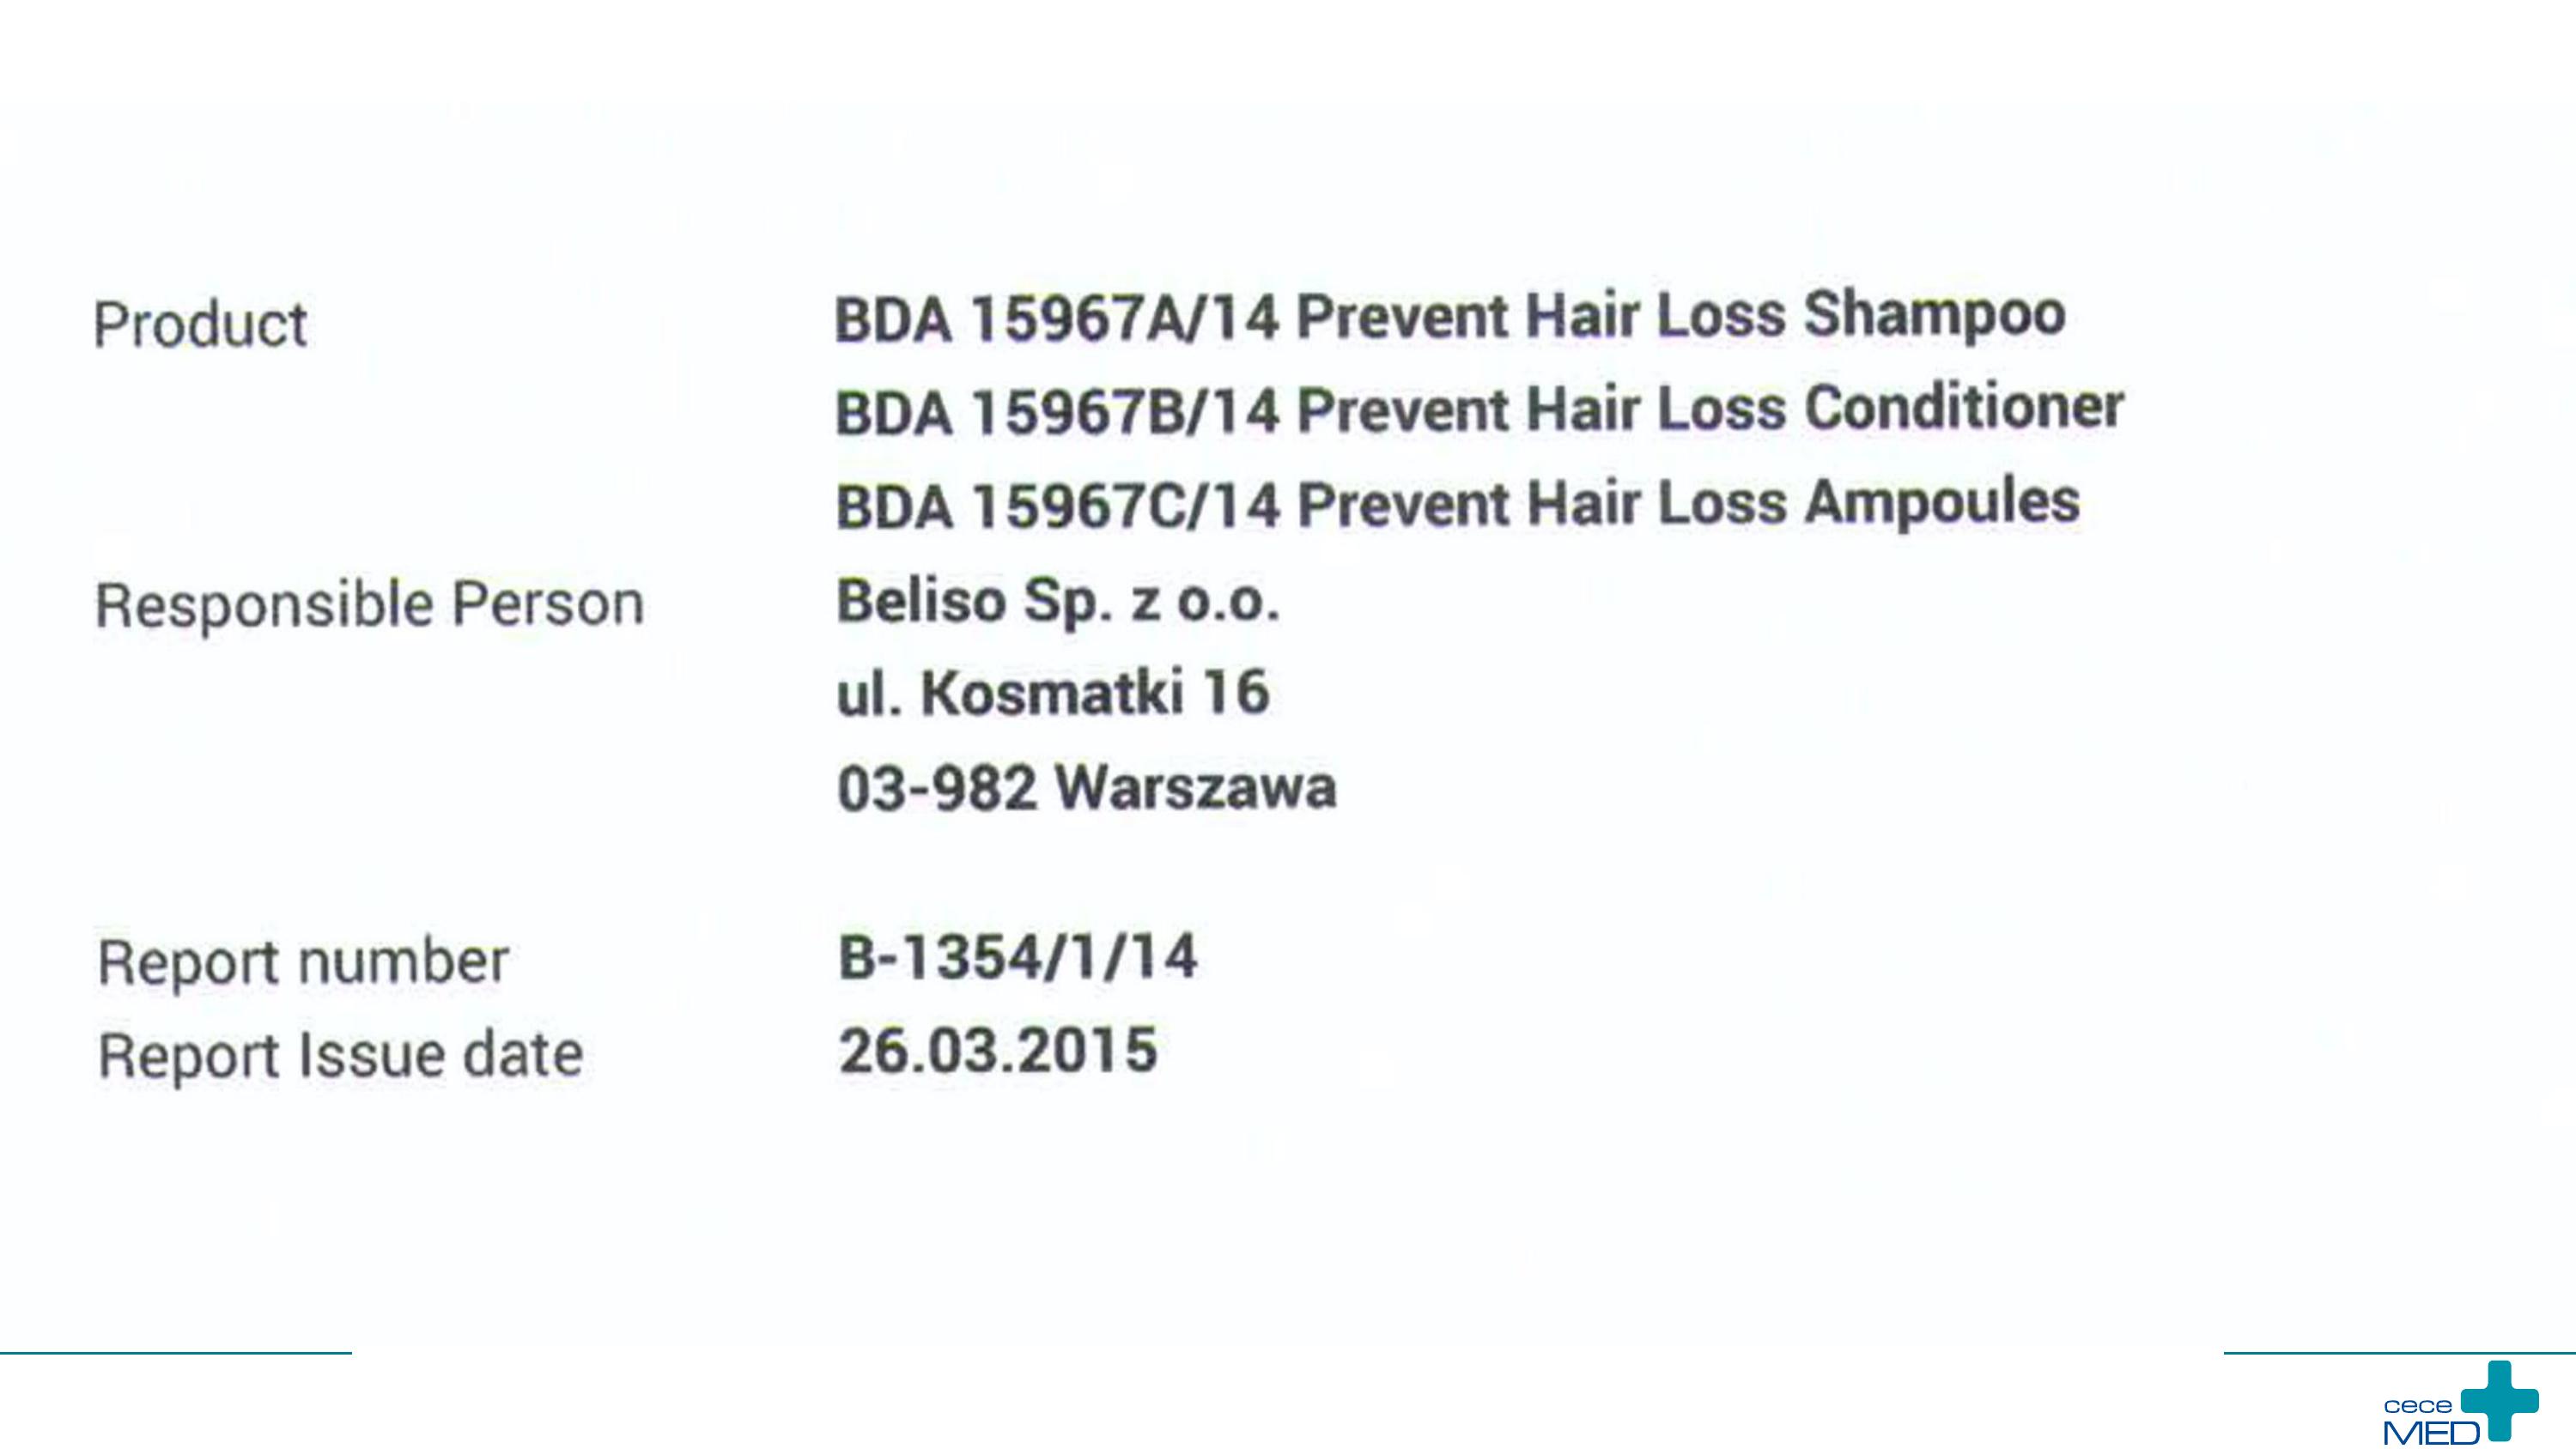 Product BDA 15967A/14 Prevent Hair Loss Shampoo
BDA 15967B/14 Prevent Hair Loss Conditioner
BDA 15967C/14 Prevent Hair Loss Ampoules
Responsible Person Beliso Sp. z o.o.
ul. Kosmatki 16
03-982 Warszawa
Report number B-1354/1/14
Report Issue date 26.03.2015
cece
MED